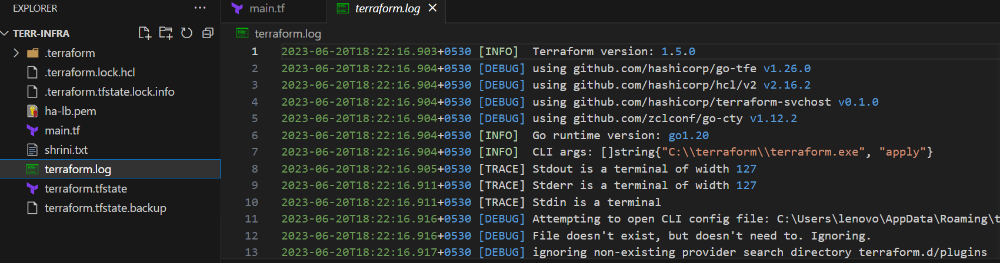 EXPLORER ···
TERR-INFRA
.terraform
.terraform.lock.hcl
.terraform.tfstate.lock.info
ha-lb.pem
main.tf
shrini.txt
terraform.log
terraform.tfstate
terraform.tfstate.backup
main.tf terraform.log ×
terraform.log
1 2023-06-20T18:22:16.903+0530 [INFO]  Terraform version: 1.5.0
2 2023-06-20T18:22:16.904+0530 [DEBUG] using github.com/hashicorp/go-tfe v1.26.0
3 2023-06-20T18:22:16.904+0530 [DEBUG] using github.com/hashicorp/hcl/v2 v2.16.2
4 2023-06-20T18:22:16.904+0530 [DEBUG] using github.com/hashicorp/terraform-svchost v0.1.0
5 2023-06-20T18:22:16.904+0530 [DEBUG] using github.com/zclconf/go-cty v1.12.2
6 2023-06-20T18:22:16.904+0530 [INFO]  Go runtime version: go1.20
7 2023-06-20T18:22:16.904+0530 [INFO]  CLI args: []string{"C:\\terraform\\terraform.exe", "apply"}
8 2023-06-20T18:22:16.905+0530 [TRACE] Stdout is a terminal of width 127
9 2023-06-20T18:22:16.911+0530 [TRACE] Stderr is a terminal of width 127
10 2023-06-20T18:22:16.911+0530 [TRACE] Stdin is a terminal
11 2023-06-20T18:22:16.916+0530 [DEBUG] Attempting to open CLI config file: C:\Users\lenovo\AppData\Roaming\t
12 2023-06-20T18:22:16.916+0530 [DEBUG] File doesn't exist, but doesn't need to. Ignoring.
13 2023-06-20T18:22:16.917+0530 [DEBUG] ignoring non-existing provider search directory terraform.d/plugins